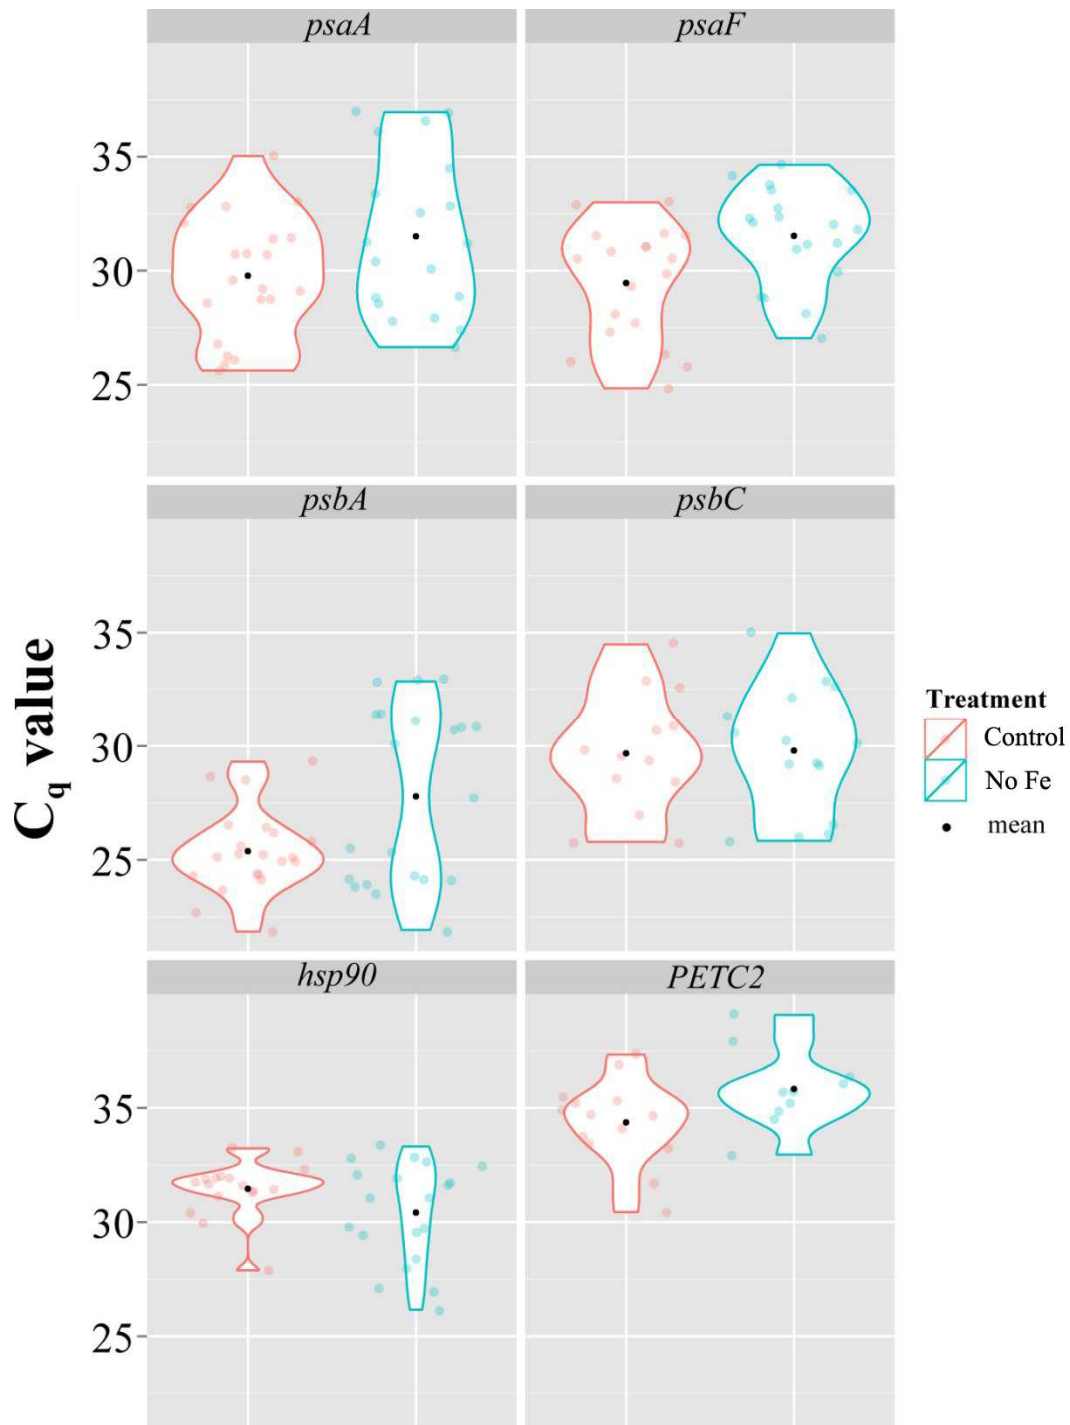 psaA
psaF
35
30
25
psbA
psbC
35
30
25
hsp90
PETC2
35
30
25
Cq value
Treatment
Control
No Fe
mean